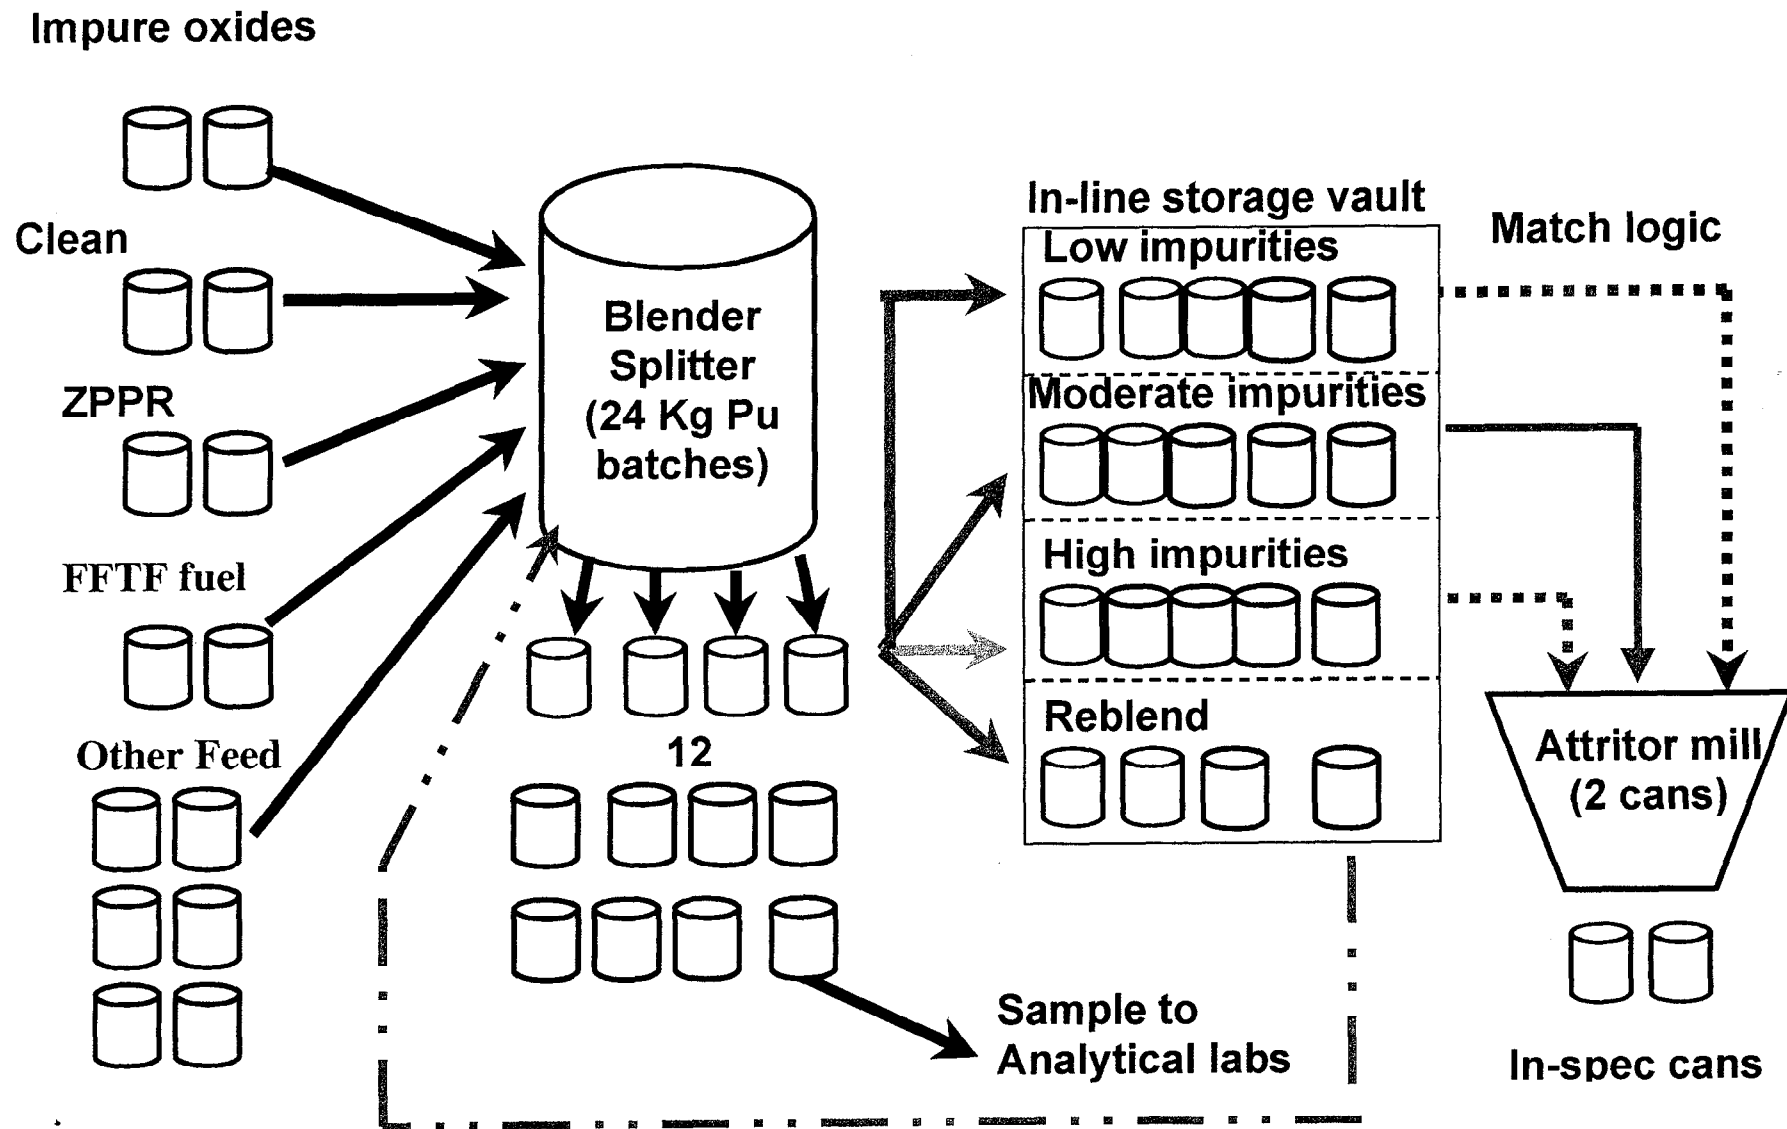 Impure oxides
Clean
ZPPR
FFTF fuel
Other Feed
Blender
Splitter
(24 Kg Pu
batches)
12
Sample to
Analytical labs
In-line storage vault
Low impurities
Moderate impurities
High impurities
Reblend
Match logic
Attritor mill
(2 cans)
In-spec cans